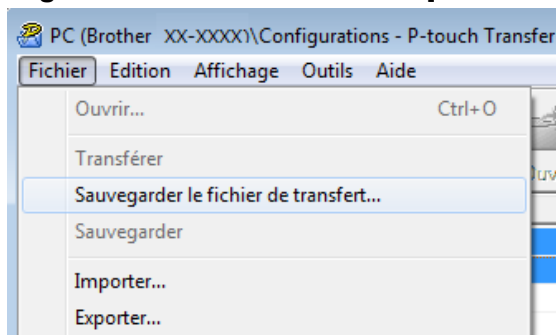 PC (Brother XX-XXXX)\Configurations - P-touch Transfer
Fichier Edition Affichage Outils Aide
Ouvrir... Ctrl+O
Transférer
Sauvegarder le fichier de transfert...
Sauvegarder
Importer...
Exporter...